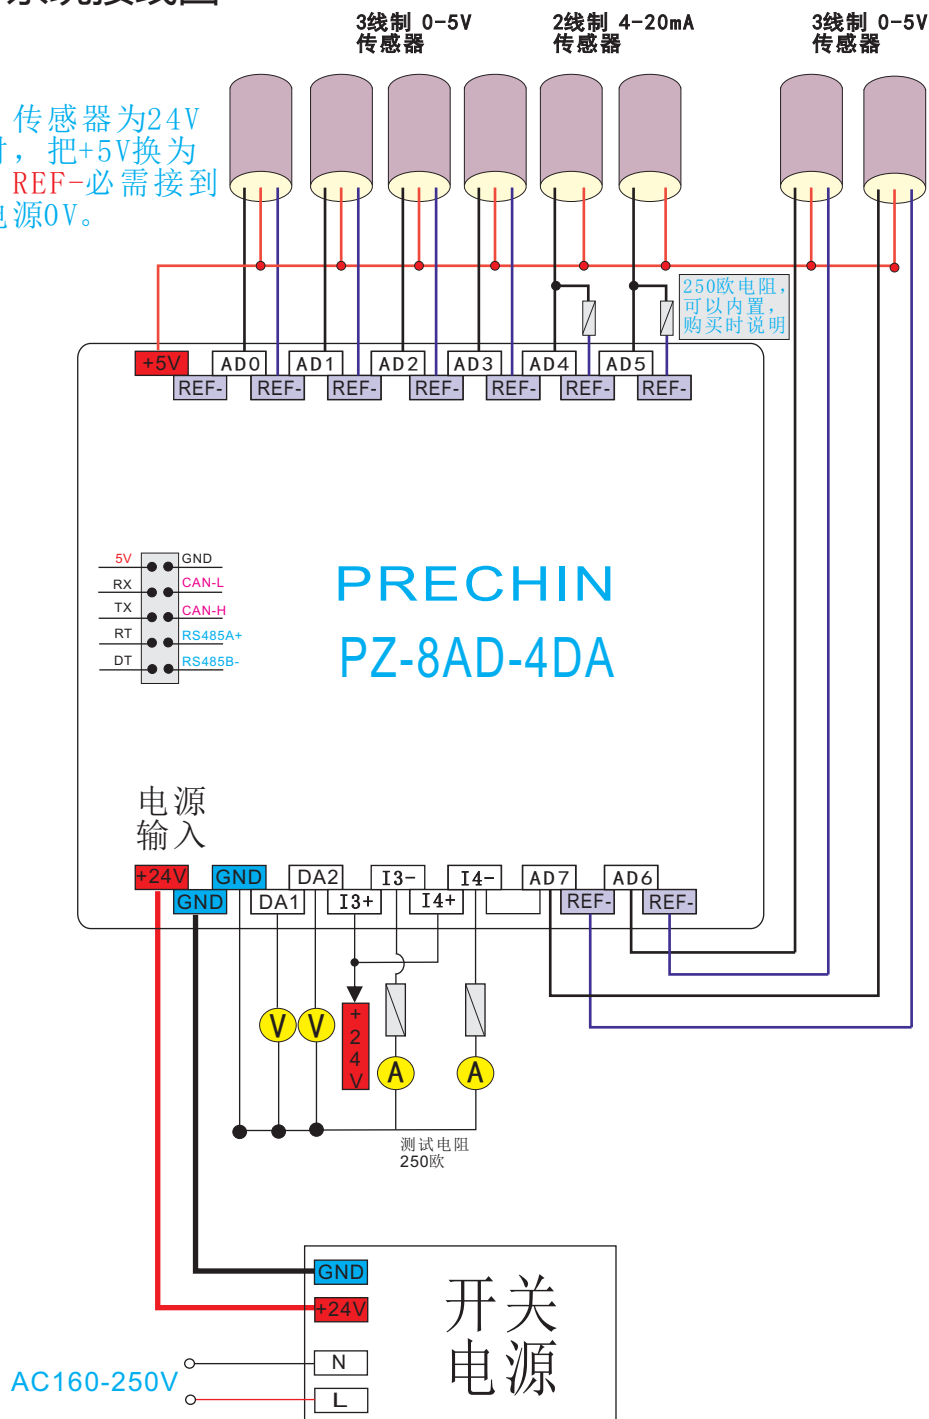 系统接线图
3线制 0-5V
传感器
2线制 4-20mA
传感器
3线制 0-5V
传感器
传感器为24V
时，把+5V换为
REF-必需接到
电源0V。
250欧电阻，
可以内置，
购买时说明
+5V AD0 AD1 AD2 AD3 AD4 AD5
REF- REF- REF- REF- REF- REF- REF-
5V GND
RX CAN-L
TX CAN-H
RT RS485A+
DT RS485B-
PRECHIN
PZ-8AD-4DA
电源
输入
+24V GND DA2 I3- I4- AD7 AD6
GND DA1 I3+ I4+ REF- REF-
V V +24V A A
测试电阻
250欧
GND
+24V
开关
电源
N
AC160-250V
L